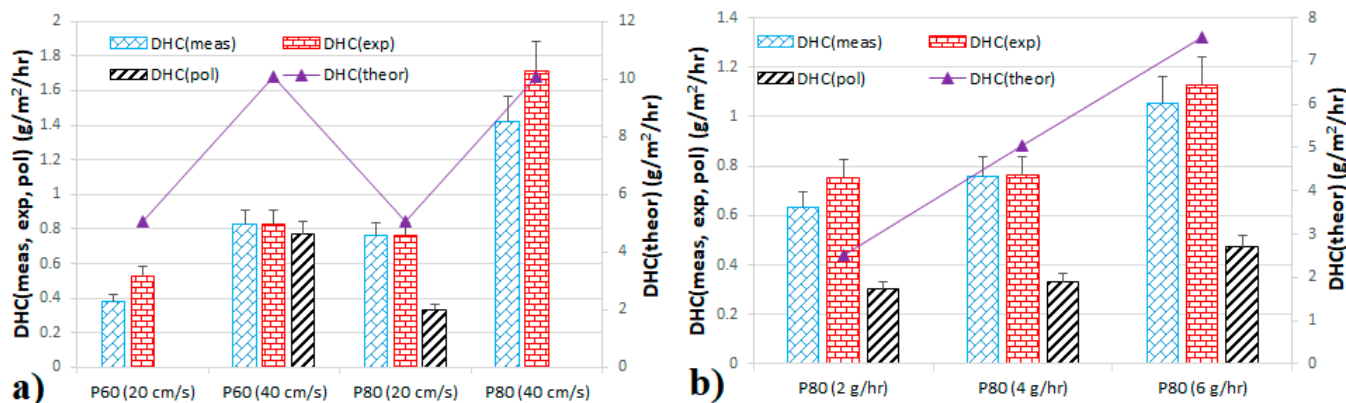 DHC(meas, exp, pol) (g/m²/hr)
2
1.8
1.6
1.4
1.2
1
0.8
0.6
0.4
0.2
0
DHC(meas) DHC(exp)
DHC(pol) DHC(theor)
12
10
8
6
4
2
0
DHC(theor) (g/m²/hr)
P60 (20 cm/s) P60 (40 cm/s) P80 (20 cm/s) P80 (40 cm/s)
a)
DHC(meas, exp, pol) (g/m²/hr)
1.4
1.2
1
0.8
0.6
0.4
0.2
0
DHC(meas) DHC(exp)
DHC(pol) DHC(theor)
8
7
6
5
4
3
2
1
0
DHC(theor) (g/m²/hr)
P80 (2 g/hr) P80 (4 g/hr) P80 (6 g/hr)
b)